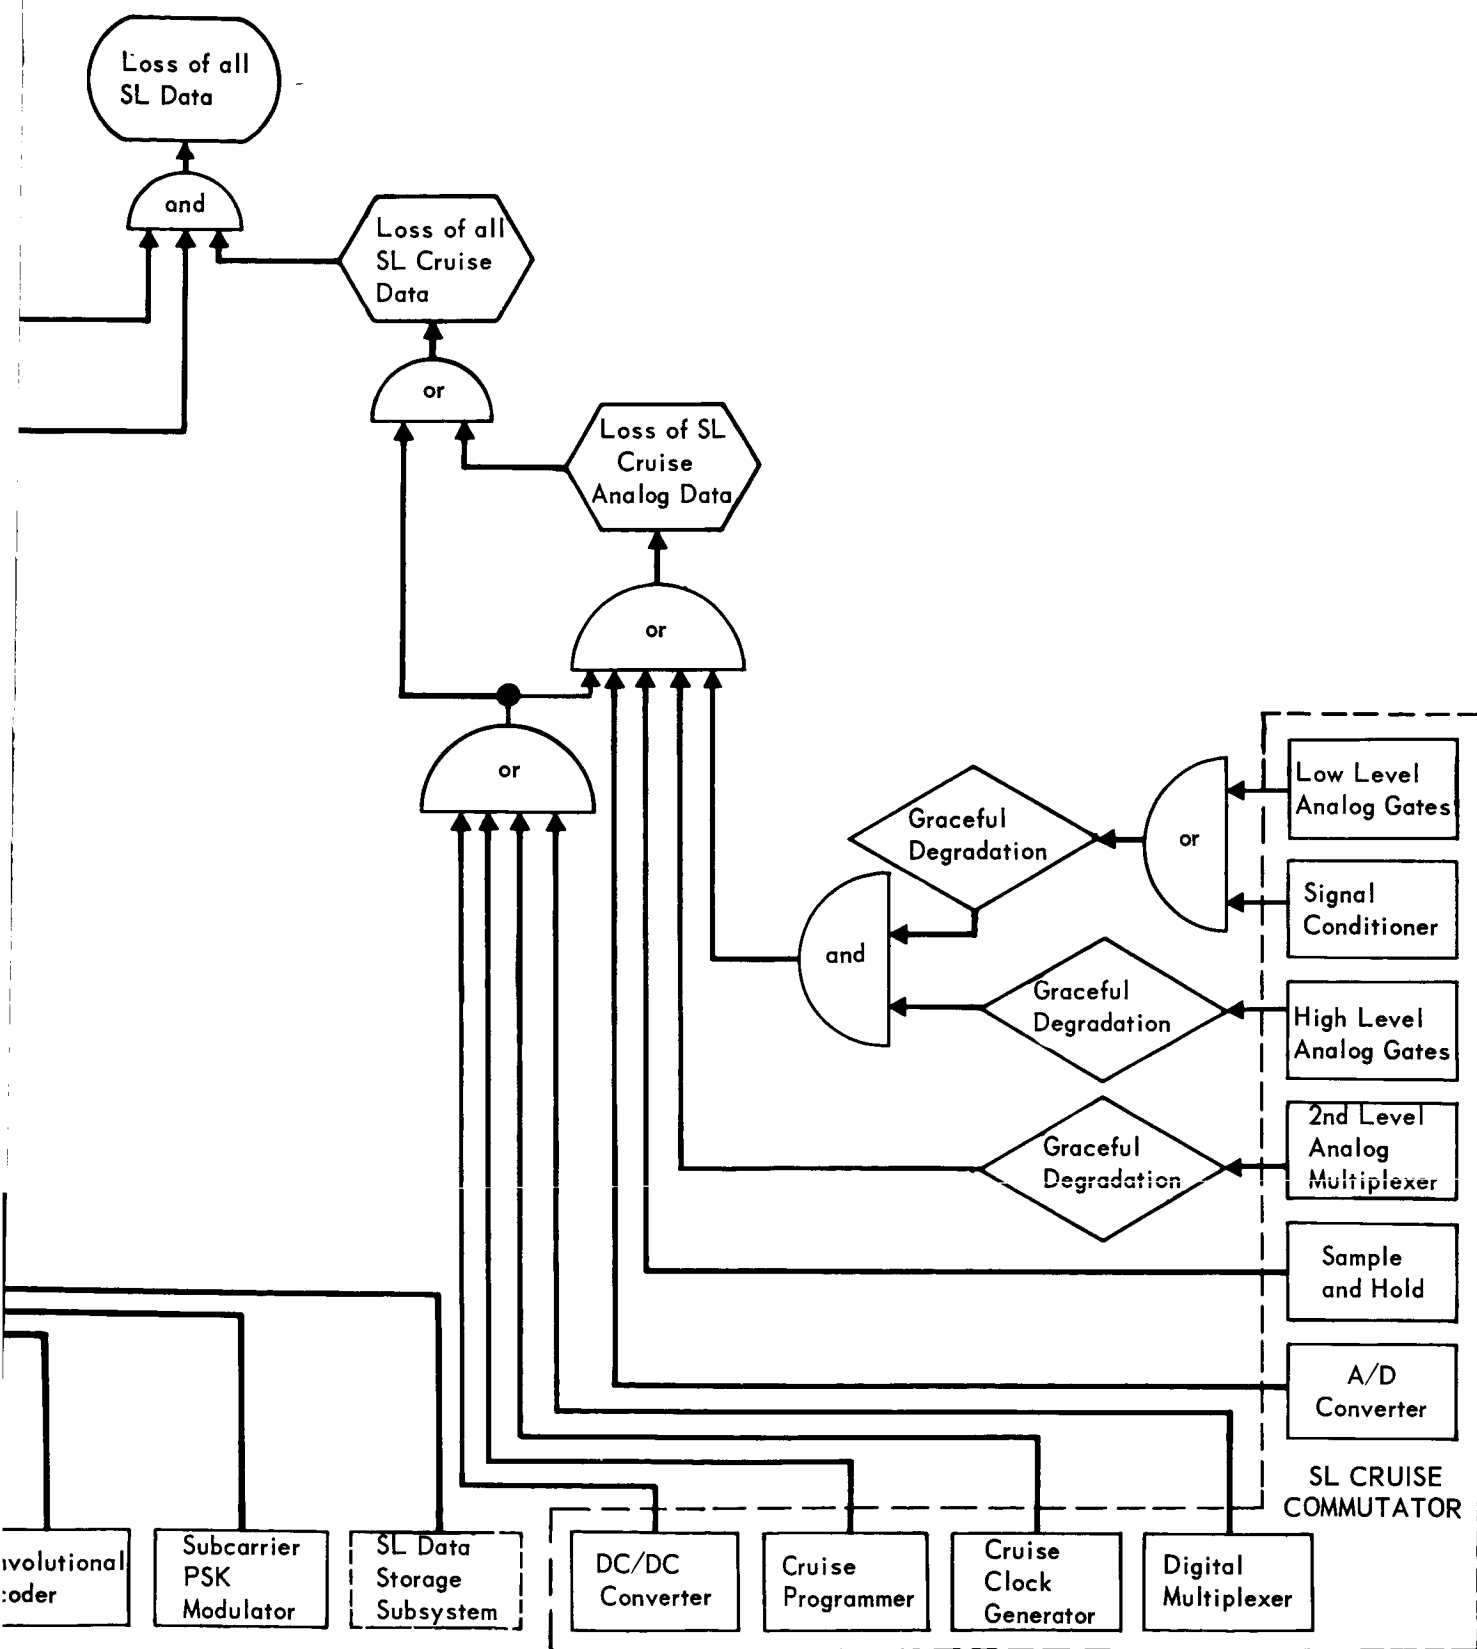 Loss of all
SL Data
and
Loss of all
SL Cruise
Data
or
Loss of SL
Cruise
Analog Data
or
or
Low Level
Analog Gates
Graceful
Degradation
or
Signal
Conditioner
and
Graceful
Degradation
High Level
Analog Gates
2nd Level
Analog
Multiplexer
Graceful
Degradation
Sample
and Hold
A/D
Converter
SL CRUISE
COMMUTATOR
nvolutional
coder
Subcarrier
PSK
Modulator
SL Data
Storage
Subsystem
DC/DC
Converter
Cruise
Programmer
Cruise
Clock
Generator
Digital
Multiplexer